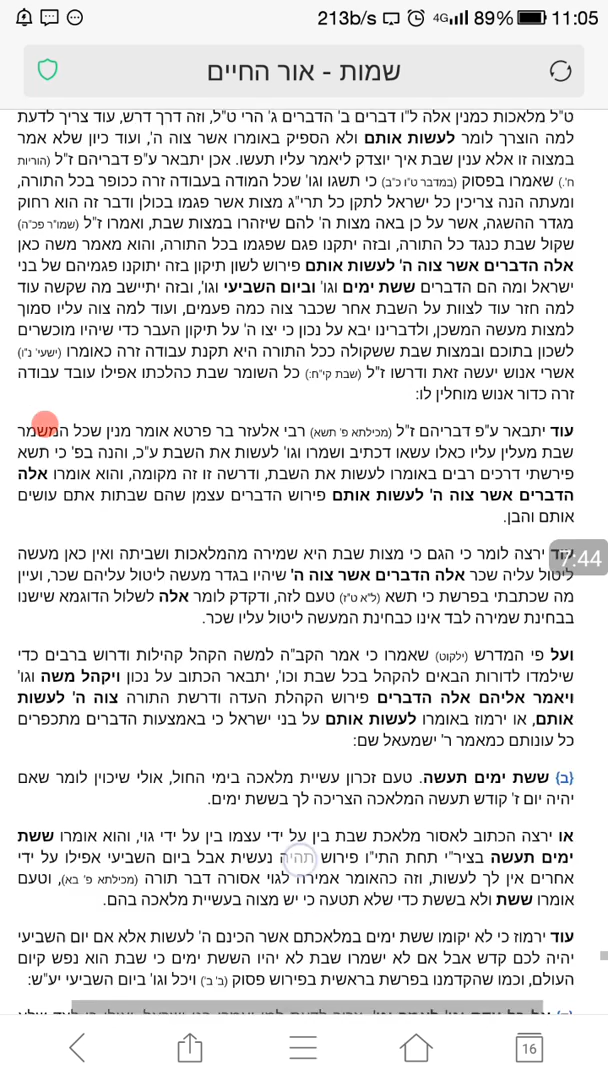 213b/s 4G 89% 11:05
שמות - אור החיים
ט"ל מלאכות כמנין אלה ל"ו דברים ב' הדברים ג' הרי ט"ל, וזה דרך דרש, עוד צריך לדעת
למה הוצרך לומר לעשות אותם ולא הספיק באומרו אשר צוה ה', ועוד כיון שלא אמר
במצוה זו אלא ענין שבת איך יוצדק ליאמר עליו תעשו. אכן יתבאר ע"פ דבריהם ז"ל (הוריות
ח'.) שאמרו בפסוק (במדבר ט"ו כ"ב) כי תשגו וגו' שכל המודה בעבודה זרה ככופר בכל התורה,
ומעתה הנה צריכין כל ישראל לתקן כל תרי"ג מצות אשר פגמו בכולן ודבר זה הוא רחוק
מגדר ההשגה, אשר על כן באה מצות ה' להם שיזהרו במצות שבת, ואמרו ז"ל (שמו"ר פכ"ה)
שקול שבת כנגד כל התורה, ובזה יתקנו פגם שפגמו בכל התורה, והוא מאמר משה כאן
אלה הדברים אשר צוה ה' לעשות אותם פירוש לשון תיקון בזה יתוקנו פגמיהם של בני
ישראל ומה הם הדברים ששת ימים וגו' וביום השביעי וגו', ובזה יתיישב מה שקשה עוד
למה חזר עוד לצוות על השבת אחר שכבר צוה כמה פעמים, ועוד למה צוה עליו סמוך
למצות מעשה המשכן, ולדברינו יבא על נכון כי יצו ה' על תיקון העבר כדי שיהיו מוכשרים
לשכון בתוכם ובמצות שבת ששקולה ככל התורה היא תקנת עבודה זרה כאומרו (ישעי' נ"ו)
אשרי אנוש יעשה זאת ודרשו ז"ל (שבת קי"ח:) כל השומר שבת כהלכתו אפילו עובד עבודה
זרה כדור אנוש מוחלין לו:
עוד יתבאר ע"פ דבריהם ז"ל (מכילתא פ' תשא) רבי אלעזר בר פרטא אומר מנין שכל המשמר
שבת מעלין עליו כאלו עשאו דכתיב ושמרו וגו' לעשות את השבת ע"כ, והנה בפ' כי תשא
פירשתי דרכים רבים באומרו לעשות את השבת, ודרשה זו זה מקומה, והוא אומרו אלה
הדברים אשר צוה ה' לעשות אותם פירוש הדברים עצמן שהם שבתות אתם עושים
אותם והבן.
7:44
עוד ירצה לומר כי הגם כי מצות שבת היא שמירה מהמלאכות ושביתה ואין כאן מעשה
ליטול עליה שכר אלה הדברים אשר צוה ה' שיהיו בגדר מעשה ליטול עליהם שכר, ועיין
מה שכתבתי בפרשת כי תשא (ל"א ט"ז) טעם לזה, ודקדק לומר אלה לשלול הדוגמא שישנו
בבחינת שמירה לבד אינו כבחינת המעשה ליטול עליו שכר.
ועל פי המדרש (ילקוט) שאמרו כי אמר הקב"ה למשה הקהל קהילות ודרוש ברבים כדי
שילמדו לדורות הבאים להקהל בכל שבת וכו', יתבאר הכתוב על נכון ויקהל משה וגו'
ויאמר אליהם אלה הדברים פירוש הקהלת העדה ודרשת התורה צוה ה' לעשות
אותם, או ירמוז באומרו לעשות אותם על בני ישראל כי באמצעות הדברים מתכפרים
כל עונותם כמאמר ר' ישמעאל שם:
{ב} ששת ימים תעשה. טעם זכרון עשיית מלאכה בימי החול, אולי שיכוין לומר שאם
יהיה יום ז' קודש תעשה המלאכה הצריכה לך בששת ימים.
או ירצה הכתוב לאסור מלאכת שבת בין על ידי עצמו בין על ידי גוי, והוא אומרו ששת
ימים תעשה בציר"י תחת התי"ו פירוש תהיה נעשית אבל ביום השביעי אפילו על ידי
אחרים אין לך לעשות, וזה כהאומר אמירה לגוי אסורה דבר תורה (מכילתא פ' בא), וטעם
אומרו ששת ולא בששת כדי שלא תטעה כי יש מצוה בעשיית מלאכה בהם.
עוד ירמוז כי לא יקומו ששת ימים במלאכתם אשר הכינם ה' לעשות אלא אם יום השביעי
יהיה לכם קדש אבל אם לא ישמרו שבת לא יהיו הששת ימים כי שבת הוא נפש קיום
העולם, וכמו שהקדמנו בפרשת בראשית בפירוש פסוק (ב' ב') ויכל וגו' ביום השביעי יע"ש:
16